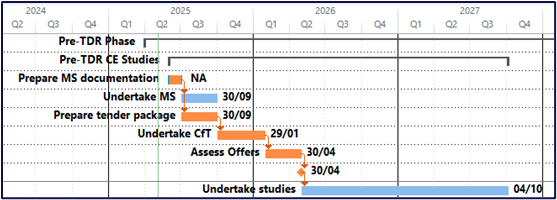 2024 2025 2026 2027
Q2 Q3 Q4 Q1 Q2 Q3 Q4 Q1 Q2 Q3 Q4 Q1 Q2 Q3 Q4 Q1
Pre-TDR Phase
Pre-TDR CE Studies
Prepare MS documentation NA
Undertake MS 30/09
Prepare tender package 30/09
Undertake CfT 29/01
Assess Offers 30/04
30/04
Undertake studies 04/10